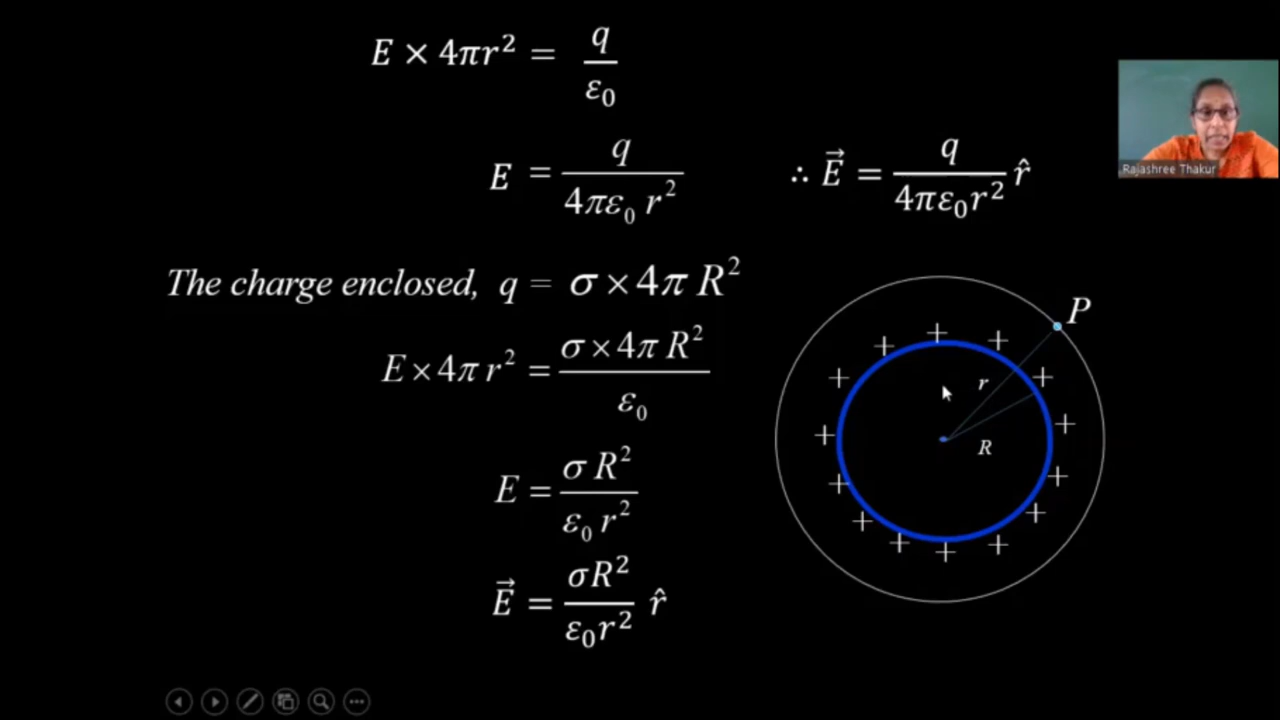 E × 4πr² = q/ε₀
E = q/4πε₀ r²
∴ E⃗ = q/4πε₀r² r̂
The charge enclosed, q = σ × 4π R²
E × 4π r² = σ × 4π R²/ε₀
E = σ R²/ε₀ r²
E⃗ = σR²/ε₀r² r̂
P
r
R
Rajashree Thakur